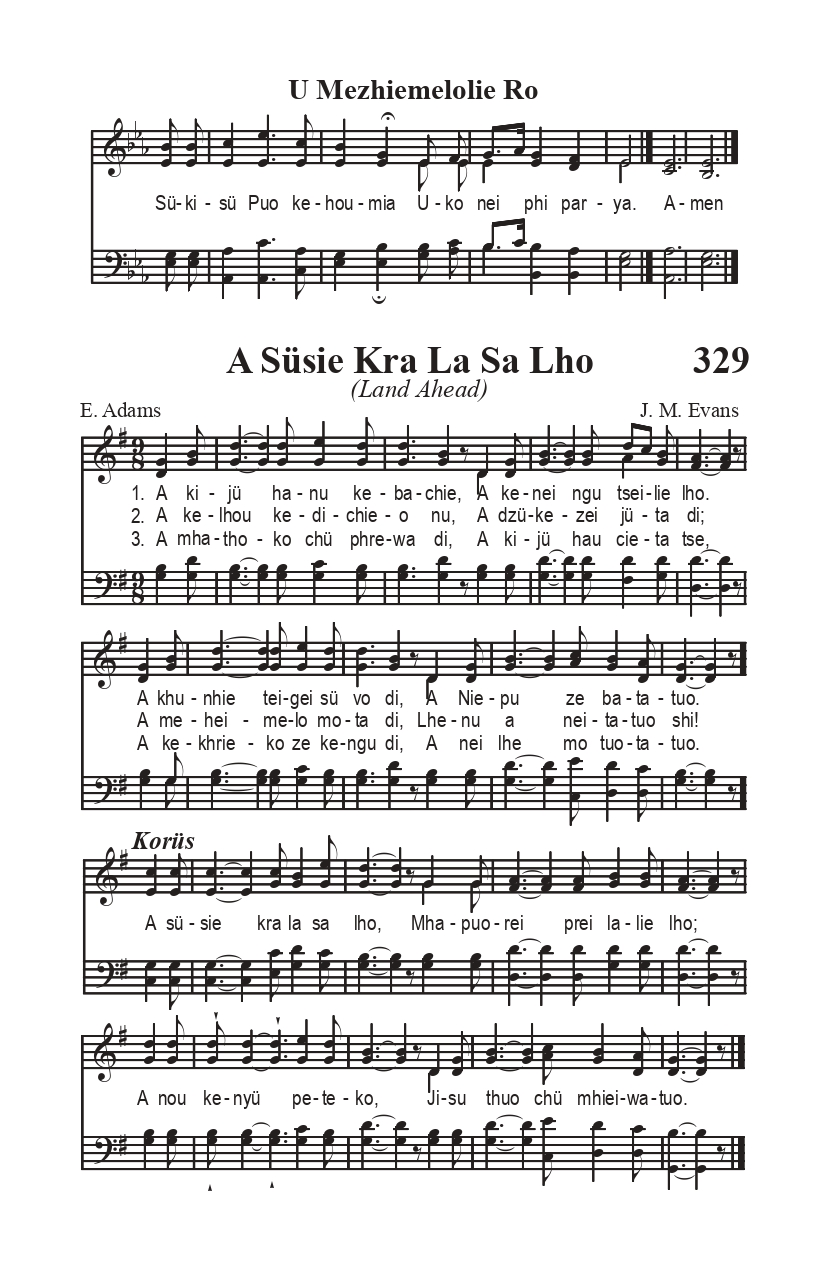 U Mezhiemelolie Ro
Sü-ki- sü Puo ke-hou-mia U-ko nei phi par-ya. A-men
A Süsie Kra La Sa Lho 329
(Land Ahead)
E. Adams J. M. Evans
1. A ki-jü ha-nu ke-ba-chie, A ke-nei ngu tsei-lie lho.
2. A ke-lhou ke-di-chie-o nu, A dzü-ke-zei jü-ta di;
3. A mha-tho-ko chü phre-wa di, A ki-jü hau cie-ta tse,
A khu-nhie tei-gei sü vo di, A Nie-pu ze ba-ta-tuo.
A me-hei-me-lo mo-ta di, Lhe-nu a nei-ta-tuo shi!
A ke-khrie-ko ze ke-ngu di, A nei lhe mo tuo-ta-tuo.
Korüs
A sü-sie kra la sa lho, Mha-puo-rei prei la-lie lho;
A nou ke-nyü pe-te-ko, Ji-su thuo chü mhiei-wa-tuo.